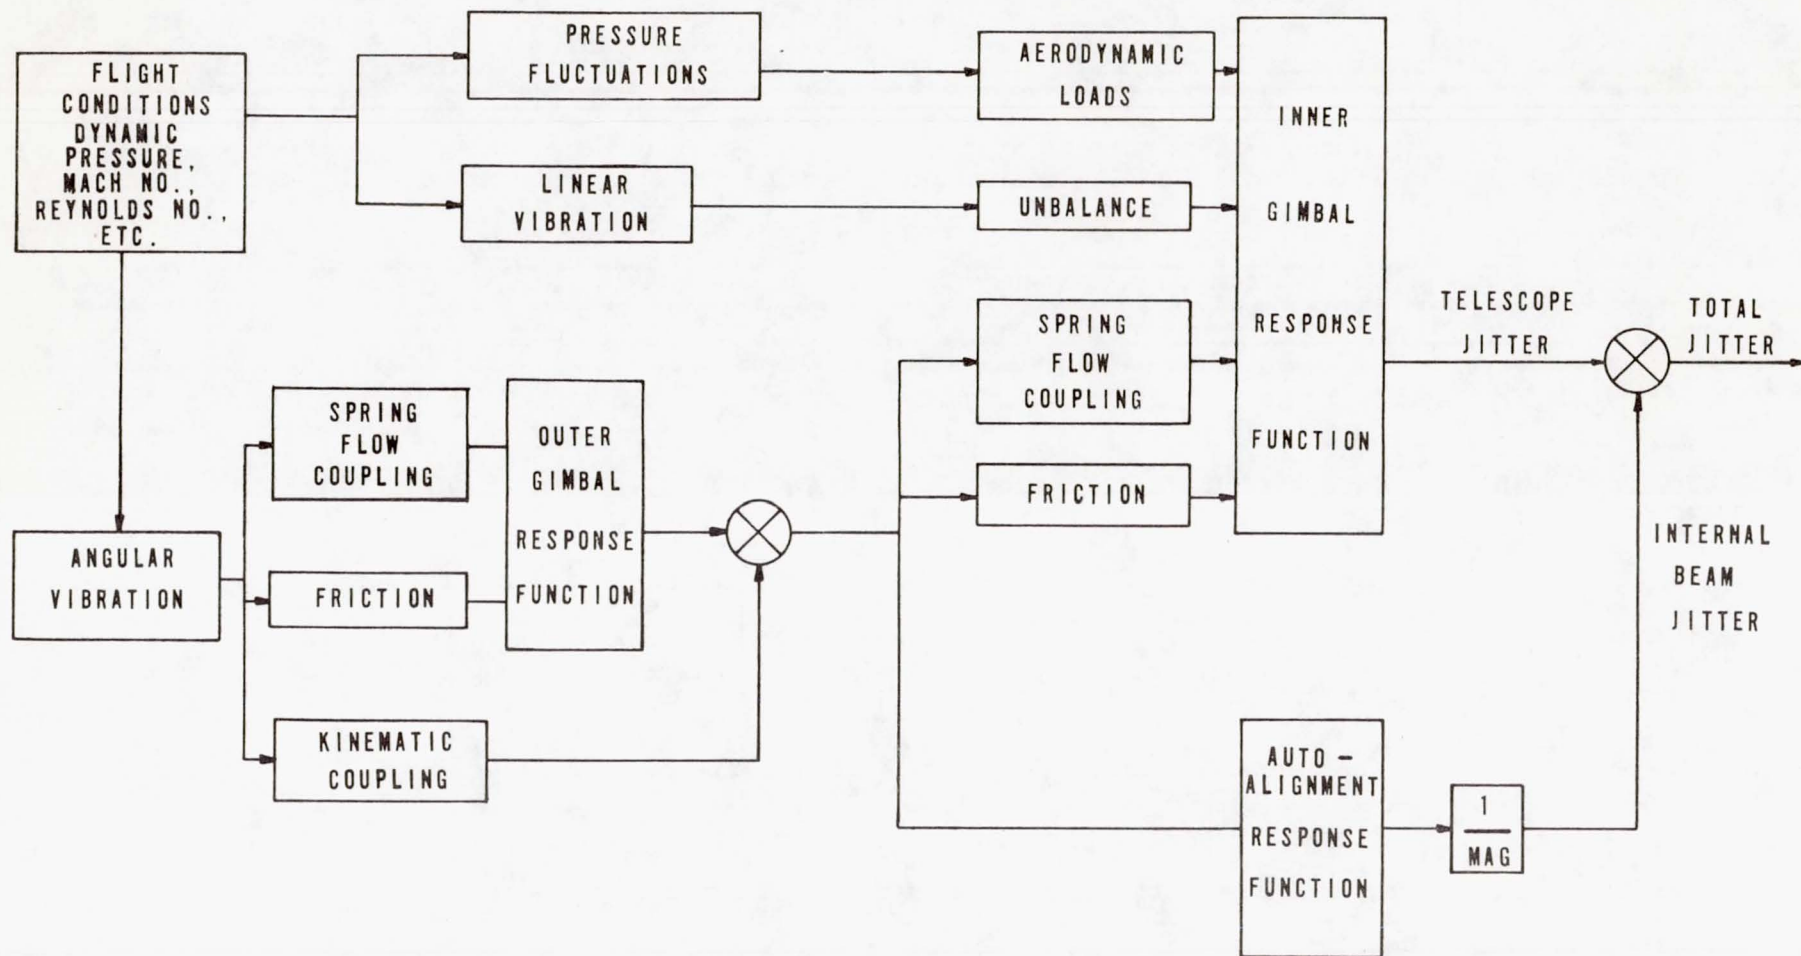 FLIGHT
CONDITIONS
DYNAMIC
PRESSURE,
MACH NO.,
REYNOLDS NO.,
ETC.
PRESSURE
FLUCTUATIONS
LINEAR
VIBRATION
AERODYNAMIC
LOADS
UNBALANCE
SPRING
FLOW
COUPLING
FRICTION
INNER
GIMBAL
RESPONSE
FUNCTION
TELESCOPE
JITTER
TOTAL
JITTER
ANGULAR
VIBRATION
SPRING
FLOW
COUPLING
FRICTION
KINEMATIC
COUPLING
OUTER
GIMBAL
RESPONSE
FUNCTION
INTERNAL
BEAM
JITTER
AUTO –
ALIGNMENT
RESPONSE
FUNCTION
1
MAG